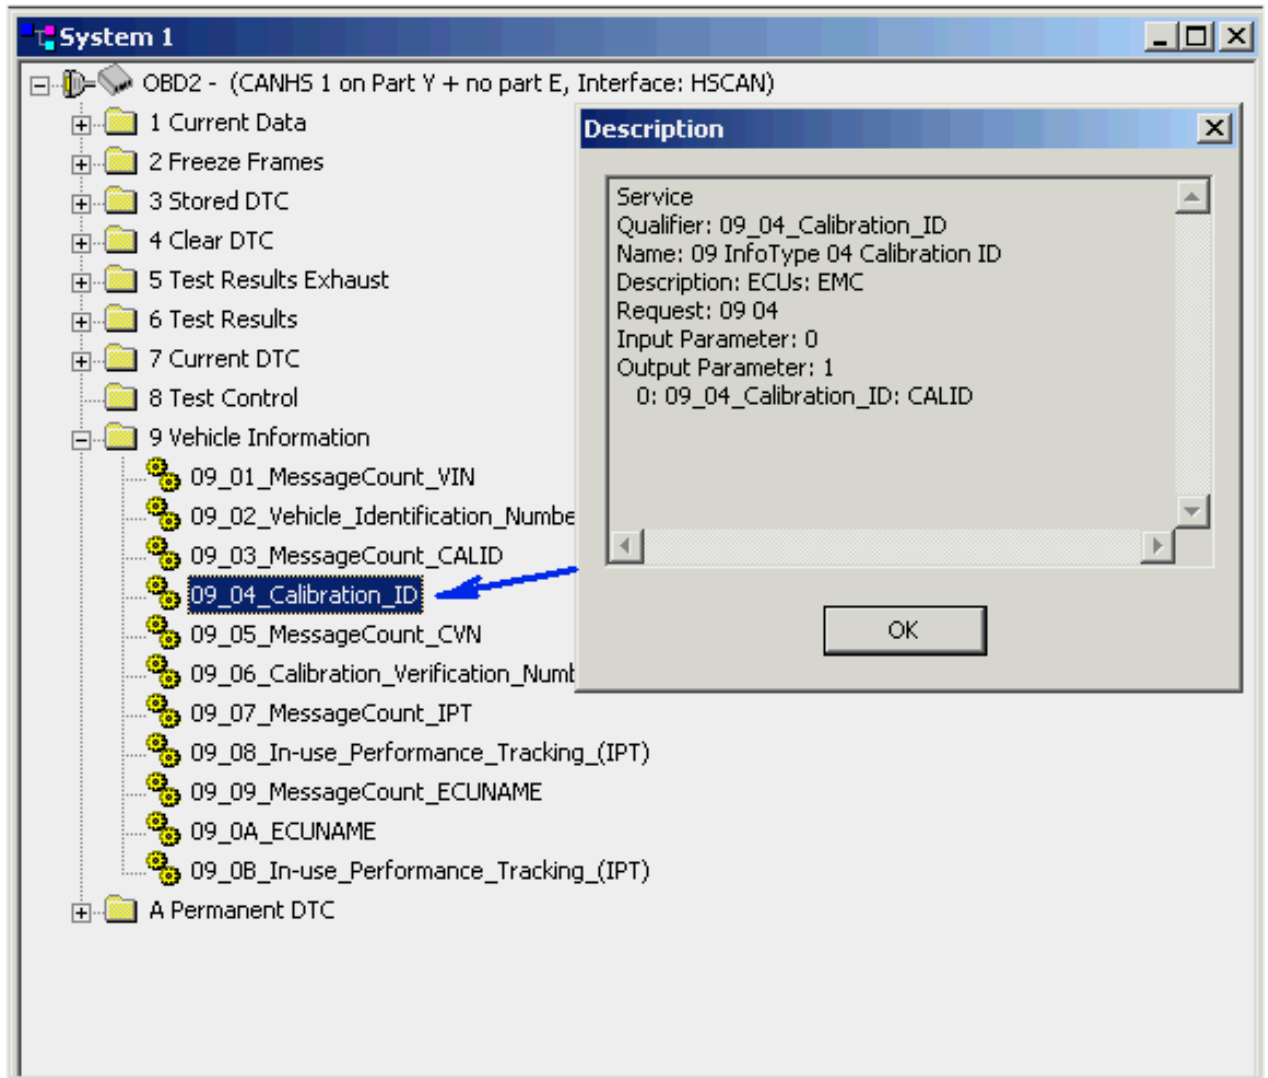 System 1
OBD2 - (CANHS 1 on Part Y + no part E, Interface: HSCAN)
1 Current Data
2 Freeze Frames
3 Stored DTC
4 Clear DTC
5 Test Results Exhaust
6 Test Results
7 Current DTC
8 Test Control
9 Vehicle Information
09_01_MessageCount_VIN
09_02_Vehicle_Identification_Numbe
09_03_MessageCount_CALID
09_04_Calibration_ID
09_05_MessageCount_CVN
09_06_Calibration_Verification_Numb
09_07_MessageCount_IPT
09_08_In-use_Performance_Tracking_(IPT)
09_09_MessageCount_ECUNAME
09_0A_ECUNAME
09_0B_In-use_Performance_Tracking_(IPT)
A Permanent DTC
Description
Service
Qualifier: 09_04_Calibration_ID
Name: 09 InfoType 04 Calibration ID
Description: ECUs: EMC
Request: 09 04
Input Parameter: 0
Output Parameter: 1
0: 09_04_Calibration_ID: CALID
OK